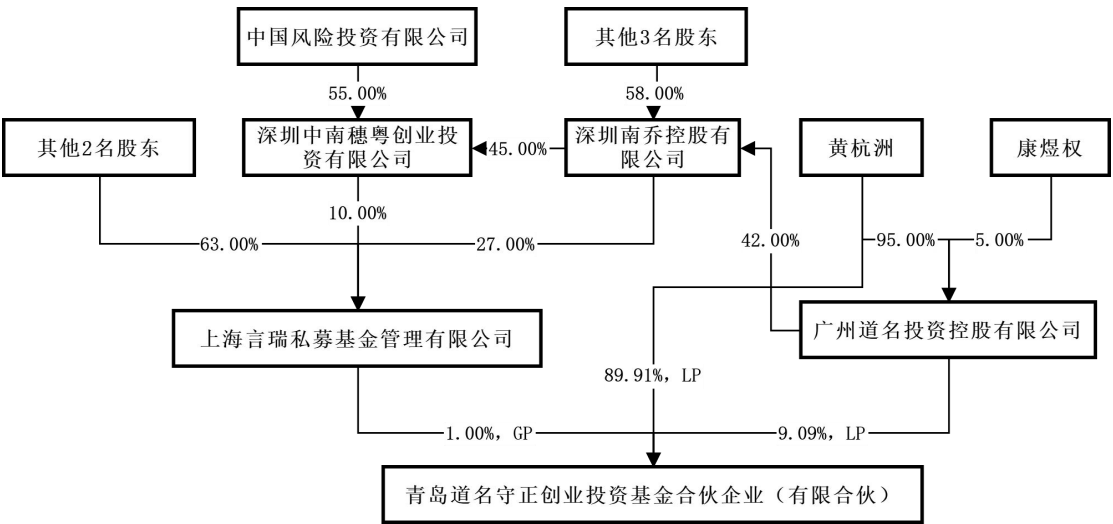 中国风险投资有限公司
其他3名股东
55.00%
58.00%
其他2名股东
深圳中南穗粤创业投
资有限公司
45.00%
深圳南乔控股有
限公司
黄杭洲
康煜权
10.00%
63.00%
27.00%
42.00%
95.00%
5.00%
上海言瑞私募基金管理有限公司
广州道名投资控股有限公司
89.91%，LP
1.00%，GP
9.09%，LP
青岛道名守正创业投资基金合伙企业（有限合伙）